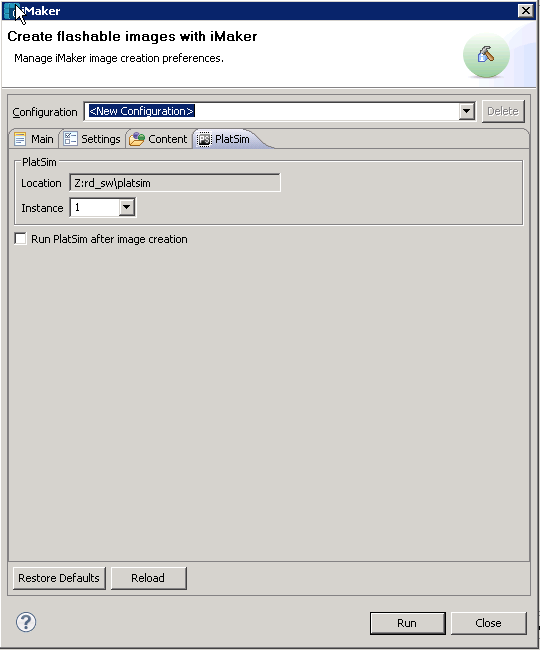 iMaker
Create flashable images with iMaker
Manage iMaker image creation preferences.
Configuration <New Configuration> Delete
Main Settings Content PlatSim
PlatSim
Location Z:rd_sw\platsim
Instance 1
Run PlatSim after image creation
Restore Defaults Reload
? Run Close